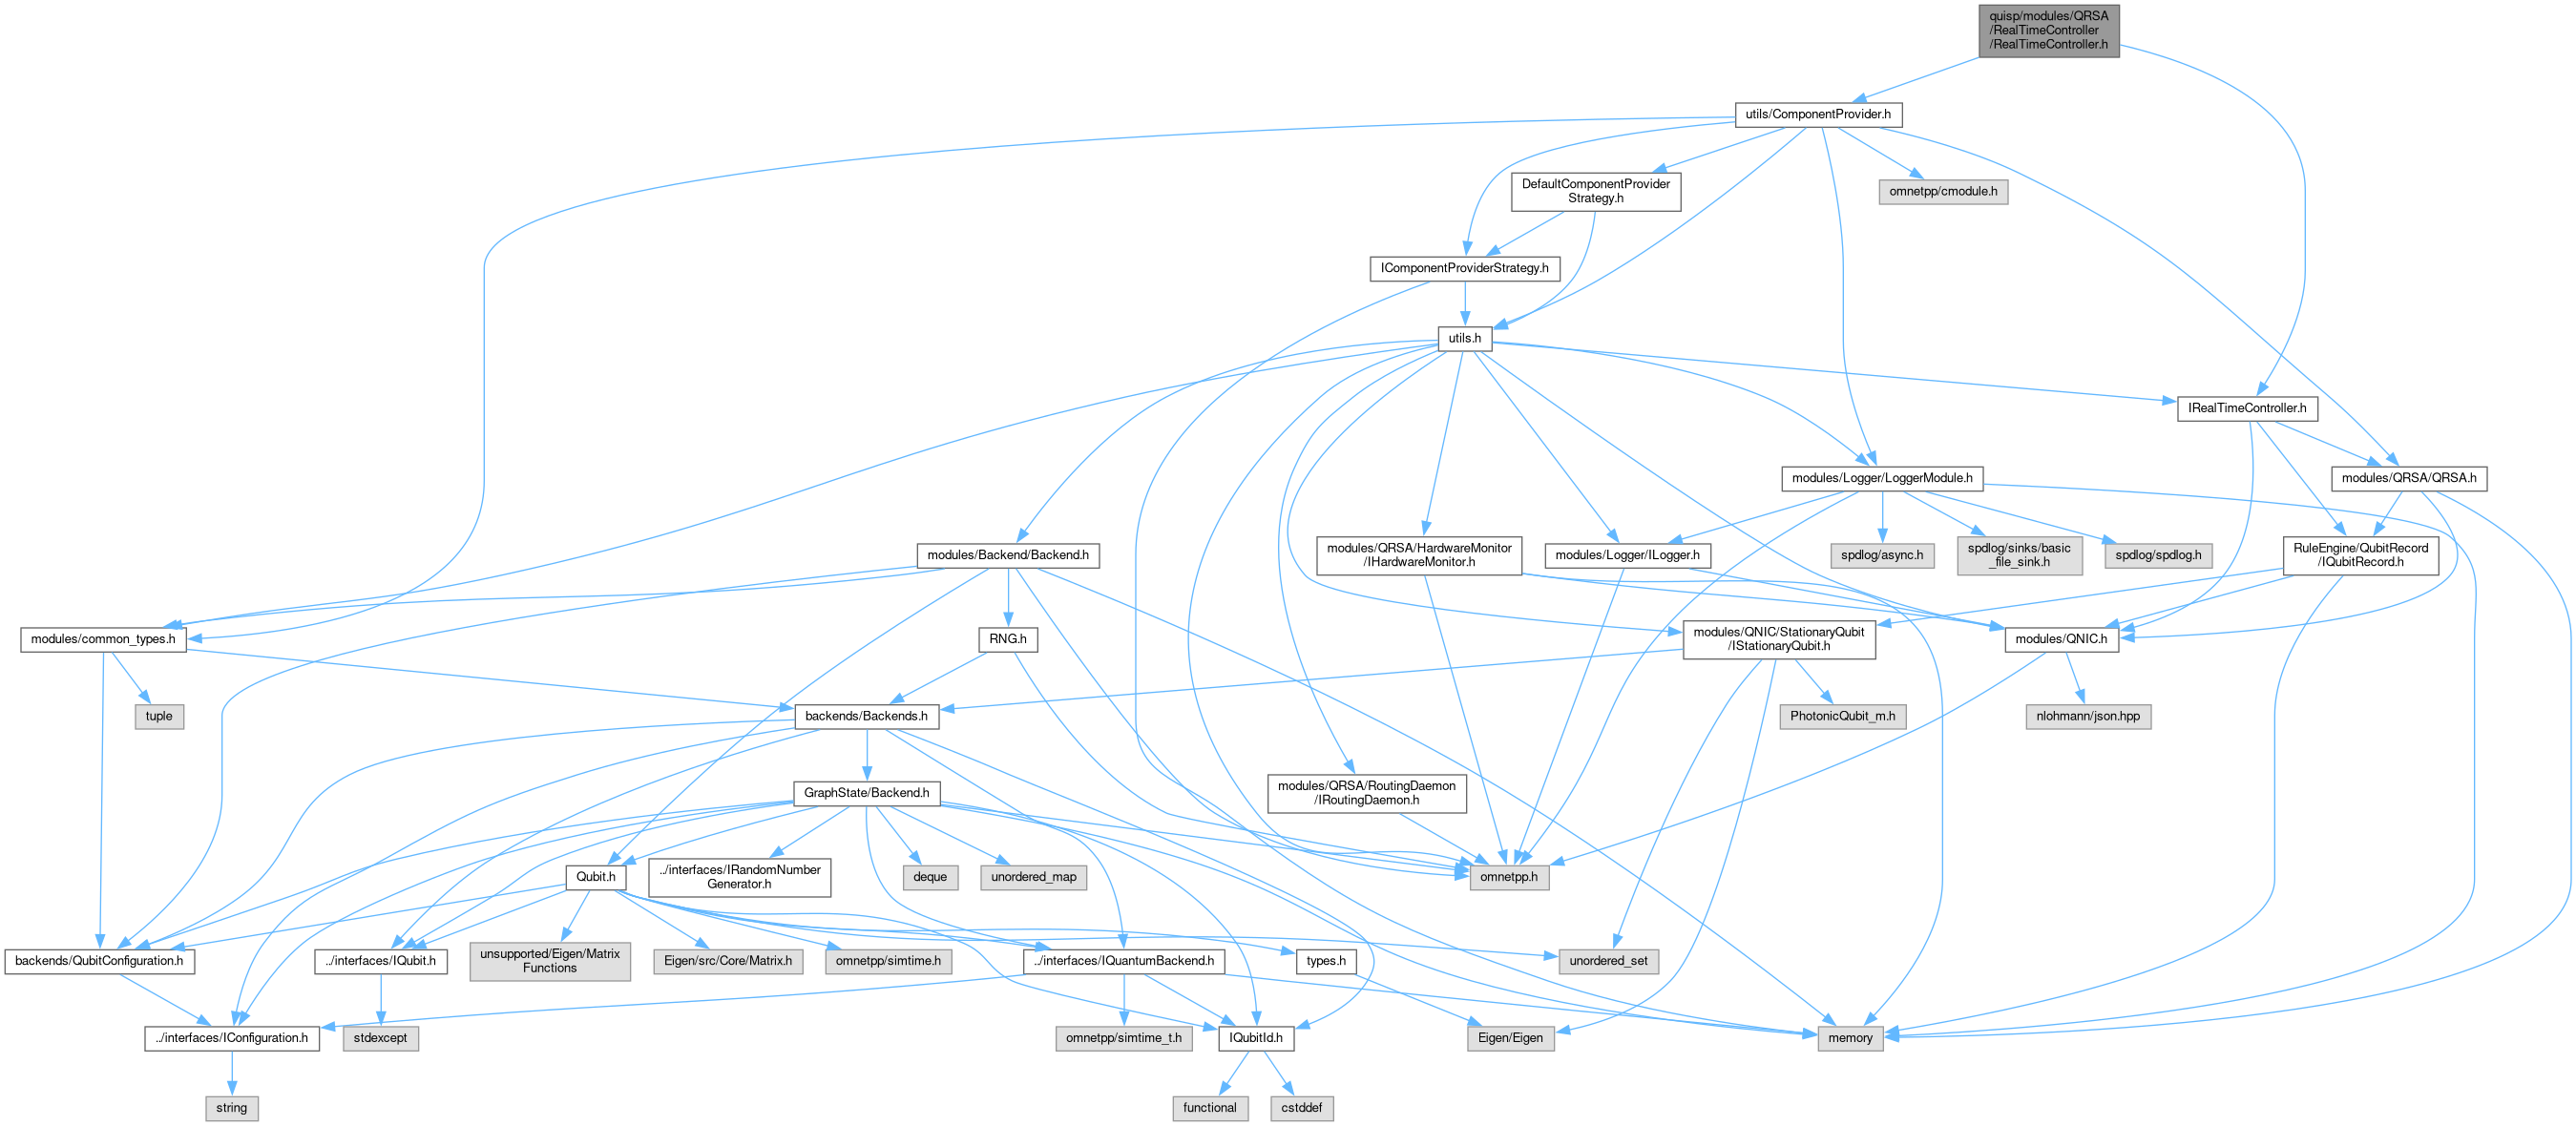 quisp/modules/QRSA
/RealTimeController
/RealTimeController.h
utils/ComponentProvider.h
DefaultComponentProvider
Strategy.h
omnetpp/cmodule.h
IComponentProviderStrategy.h
utils.h
IRealTimeController.h
modules/Logger/LoggerModule.h
modules/QRSA/QRSA.h
modules/Backend/Backend.h
modules/QRSA/HardwareMonitor
/IHardwareMonitor.h
modules/Logger/ILogger.h
spdlog/async.h
spdlog/sinks/basic
_file_sink.h
spdlog/spdlog.h
RuleEngine/QubitRecord
/IQubitRecord.h
modules/common_types.h
RNG.h
modules/QNIC/StationaryQubit
/IStationaryQubit.h
modules/QNIC.h
tuple
backends/Backends.h
PhotonicQubit_m.h
nlohmann/json.hpp
GraphState/Backend.h
modules/QRSA/RoutingDaemon
/IRoutingDaemon.h
Qubit.h
../interfaces/IRandomNumber
Generator.h
deque
unordered_map
omnetpp.h
backends/QubitConfiguration.h
../interfaces/IQubit.h
unsupported/Eigen/Matrix
Functions
Eigen/src/Core/Matrix.h
omnetpp/simtime.h
../interfaces/IQuantumBackend.h
types.h
unordered_set
../interfaces/IConfiguration.h
stdexcept
omnetpp/simtime_t.h
IQubitId.h
Eigen/Eigen
memory
string
functional
cstddef